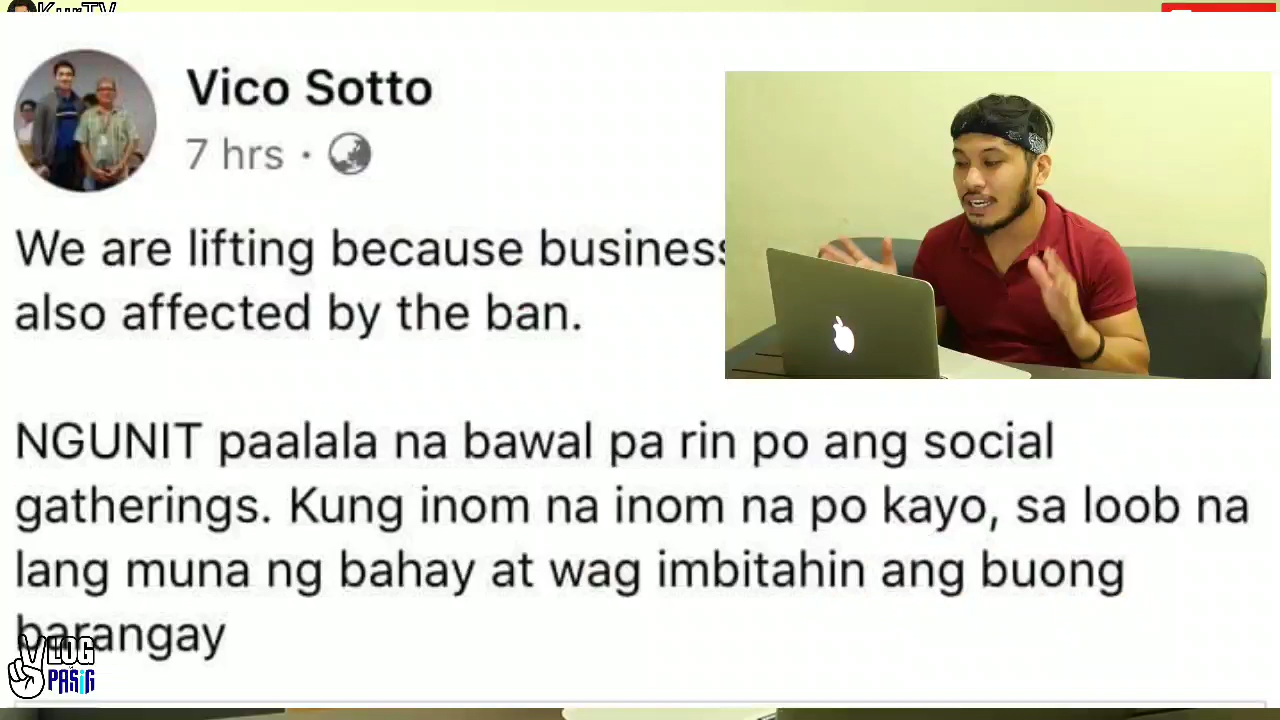 KurTV
Vico Sotto
7 hrs ·
We are lifting because business
also affected by the ban.
NGUNIT paalala na bawal pa rin po ang social
gatherings. Kung inom na inom na po kayo, sa loob na
lang muna ng bahay at wag imbitahin ang buong
barangay
VLOG
PASIG